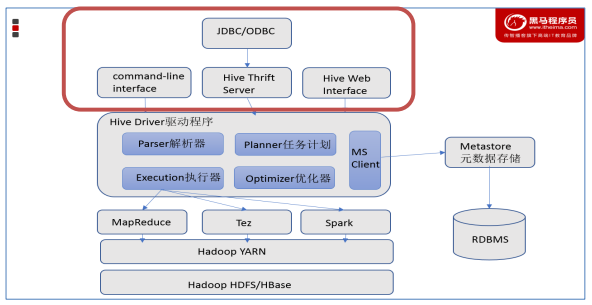 黑马程序员
www.itheima.com
传智播客旗下高端IT教育品牌
JDBC/ODBC
command-line
interface
Hive Thrift
Server
Hive Web
Interface
Hive Driver驱动程序
Parser解析器
Planner任务计划
MS
Client
Execution执行器
Optimizer优化器
Metastore
元数据存储
MapReduce
Tez
Spark
RDBMS
Hadoop YARN
Hadoop HDFS/HBase